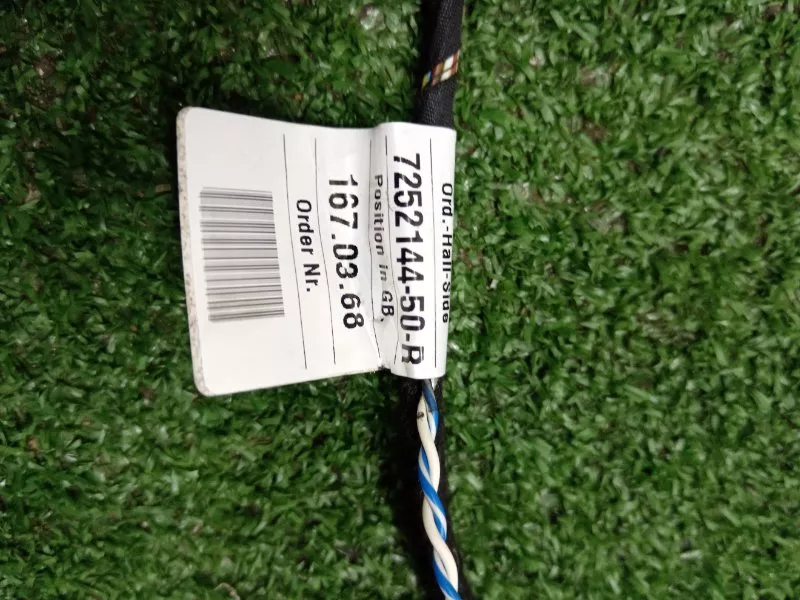 Ord.-Hall-Side
7252144-50-R
Position in GB,
167.03.68
Order Nr.